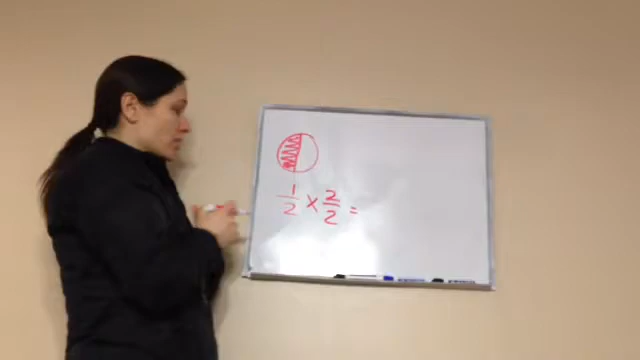 1/2 × 2/2 =